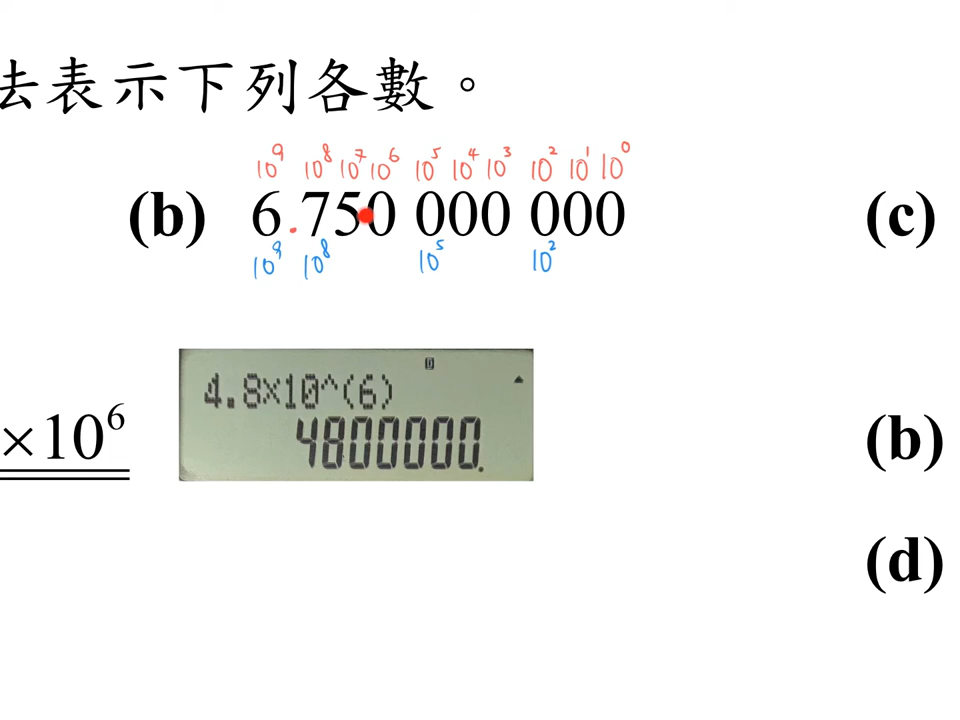 法表示下列各數。
10⁹ 10⁸ 10⁷ 10⁶ 10⁵ 10⁴ 10³ 10² 10¹ 10⁰
(b) 6.750 000 000 (c)
10⁹ 10⁸ 10⁵ 10²
D
4.8×10^(6)
×10⁶ 4800000. (b)
(d)